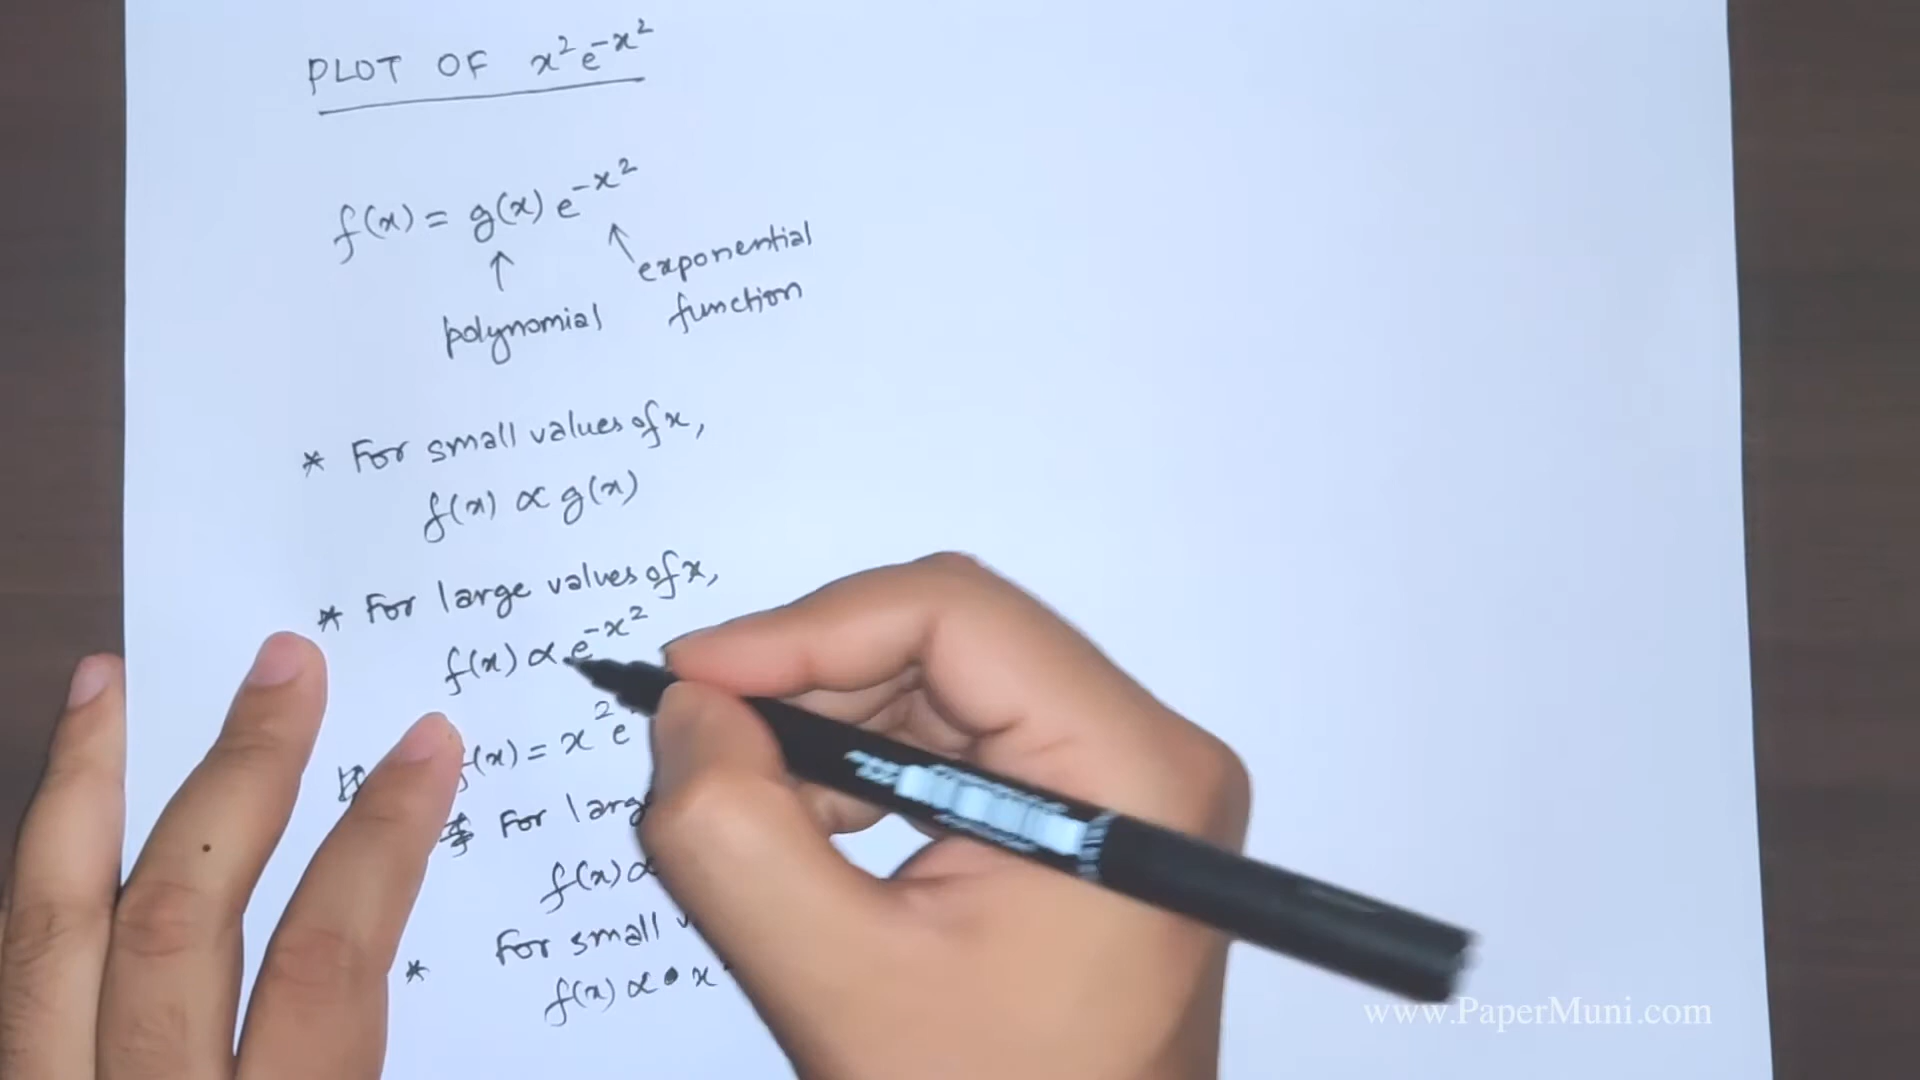 PLOT OF x²e^-x²
f(x) = g(x) e^-x²
↑ ↑ exponential
polynomial function
* For small values of x,
f(x) ∝ g(x)
* For large values of x,
f(x) ∝ e^-x²
f(x) = x²e
For
f(x) ∝
* For small
f(x) ∝ x
www.PaperMuni.com